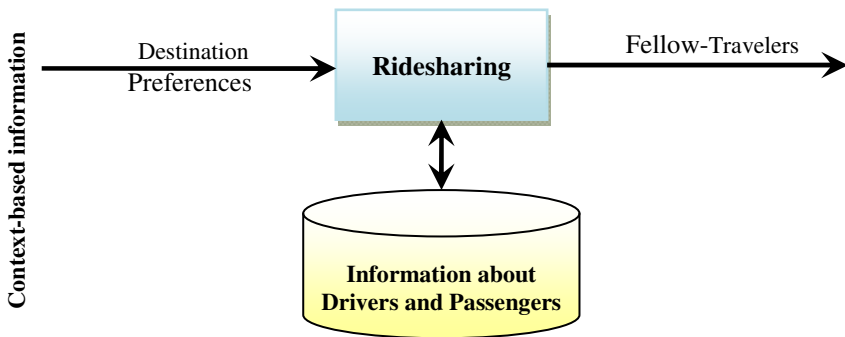 Context-based information
Destination
Preferences
Ridesharing
Fellow-Travelers
Information about
Drivers and Passengers